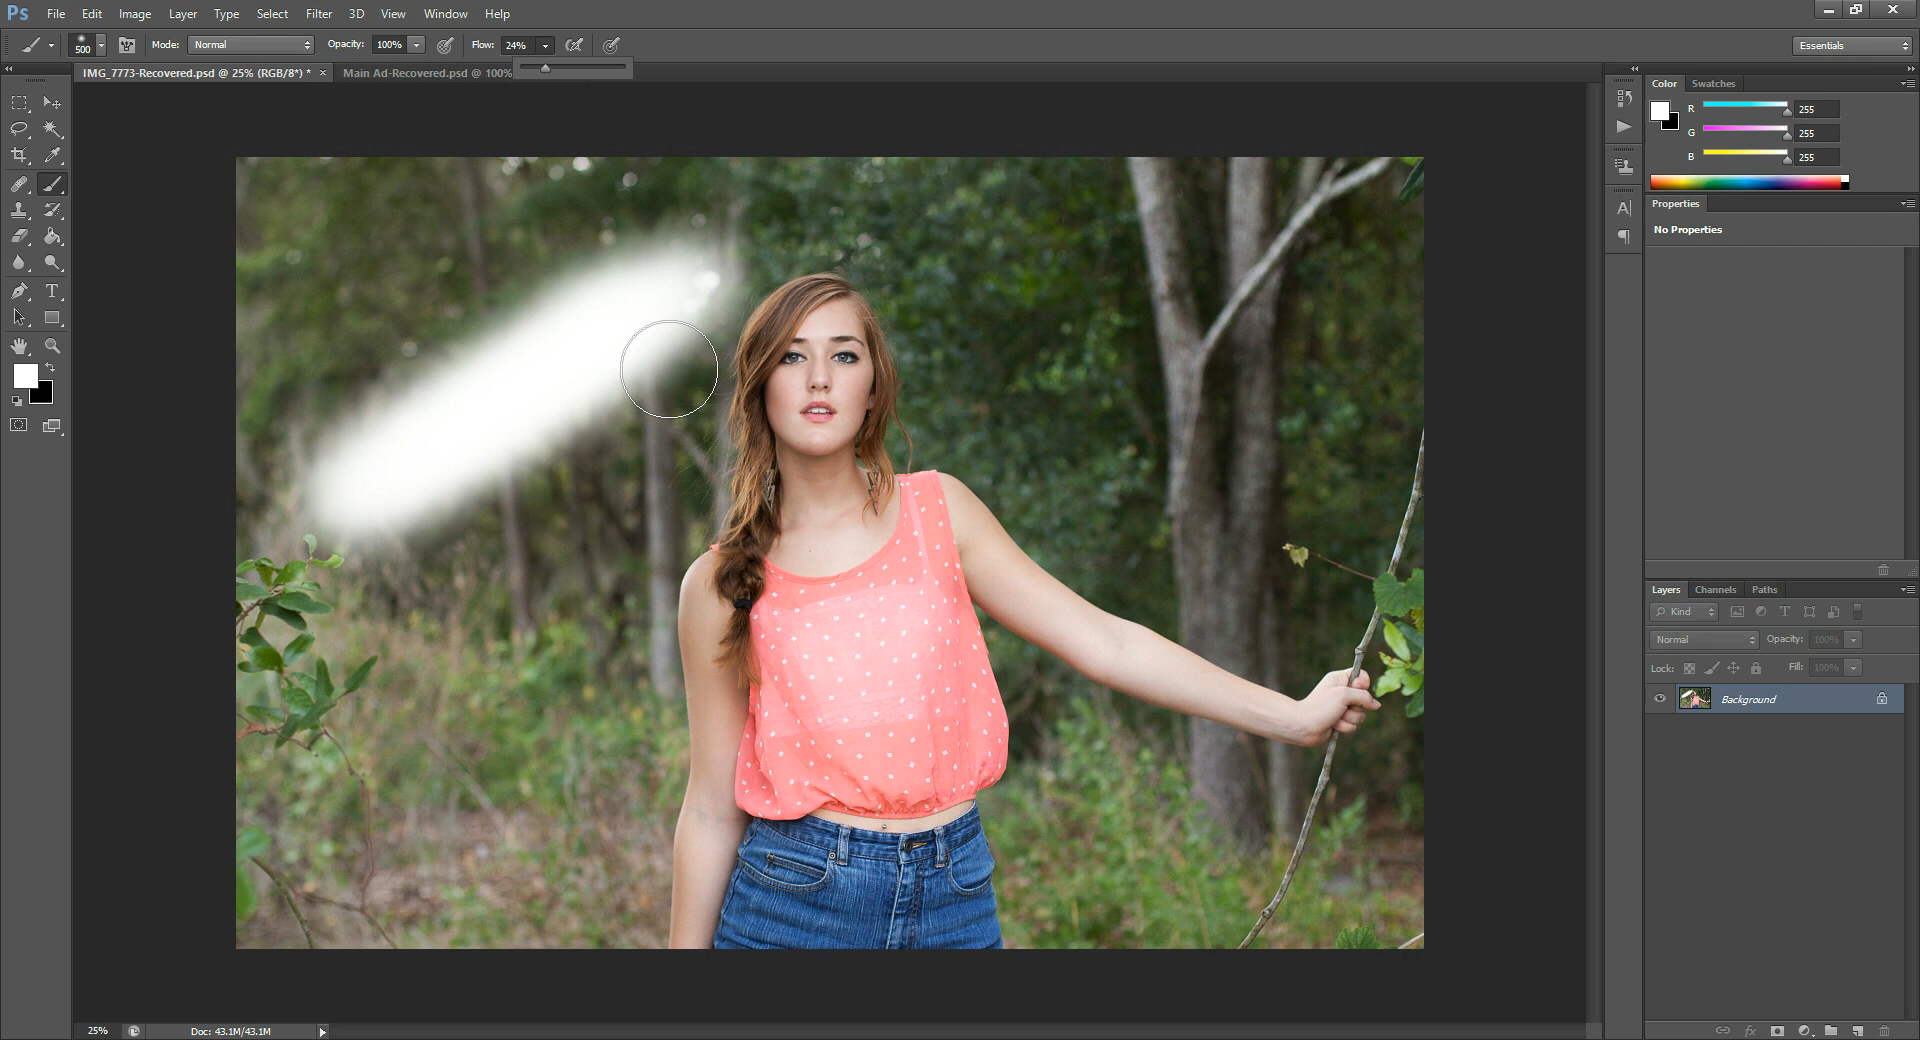 Ps File Edit Image Layer Type Select Filter 3D View Window Help
500 Mode: Normal Opacity: 100% Flow: 24% Essentials
IMG_7773-Recovered.psd @ 25% (RGB/8*) * × Main Ad-Recovered.psd @ 100%
Color Swatches
R 255
G 255
B 255
Properties
No Properties
Layers Channels Paths
Kind
Normal Opacity: 100%
Lock: Fill: 100%
Background
25% Doc: 43.1M/43.1M